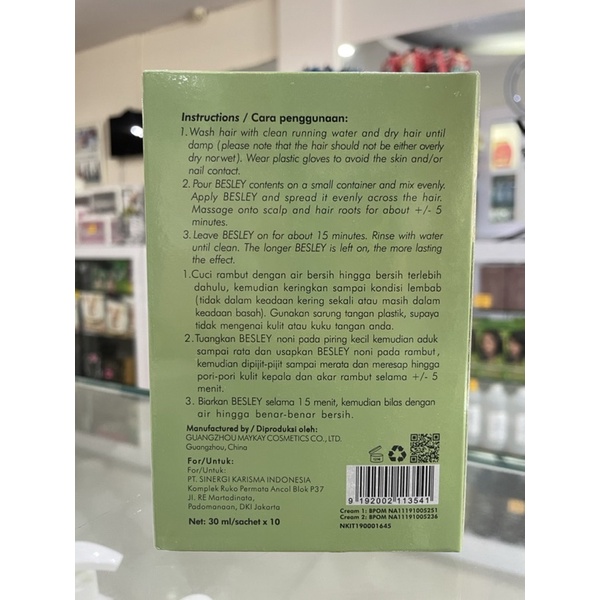 Instructions / Cara penggunaan:
1. Wash hair with clean running water and dry hair until
damp (please note that the hair should not be either overly
dry nor wet). Wear plastic gloves to avoid the skin and/or
nail contact.
2. Pour BESLEY contents on a small container and mix evenly.
Apply BESLEY and spread it evenly across the hair.
Massage onto scalp and hair roots for about +/- 5
minutes.
3. Leave BESLEY on for about 15 minutes. Rinse with water
until clean. The longer BESLEY is left on, the more lasting
the effect.
1. Cuci rambut dengan air bersih hingga bersih terlebih
dahulu, kemudian keringkan sampai kondisi lembab
(tidak dalam keadaan kering sekali atau masih dalam
keadaan basah). Gunakan sarung tangan plastik, supaya
tidak mengenai kulit atau kuku tangan anda.
2. Tuangkan BESLEY noni pada piring kecil kemudian aduk
sampai rata dan usapkan BESLEY noni pada rambut,
kemudian dipijit-pijit sampai merata dan meresap hingga
pori-pori kulit kepala dan akar rambut selama +/- 5
menit.
3. Biarkan BESLEY selama 15 menit, kemudian bilas dengan
air hingga benar-benar bersih.
Manufactured by / Diproduksi oleh:
GUANGZHOU MAYKAY COSMETICS CO., LTD.
Guangzhou, China
For/Untuk:
For/Untuk:
PT. SINERGI KARISMA INDONESIA
Komplek Ruko Permata Ancol Blok P37
Jl. RE Martadinata,
Padomanaan, DKI Jakarta
Net: 30 ml/sachet x 10
9 192002 113541
Cream 1: BPOM NA11191005251
Cream 2: BPOM NA11191005236
NKIT190001645